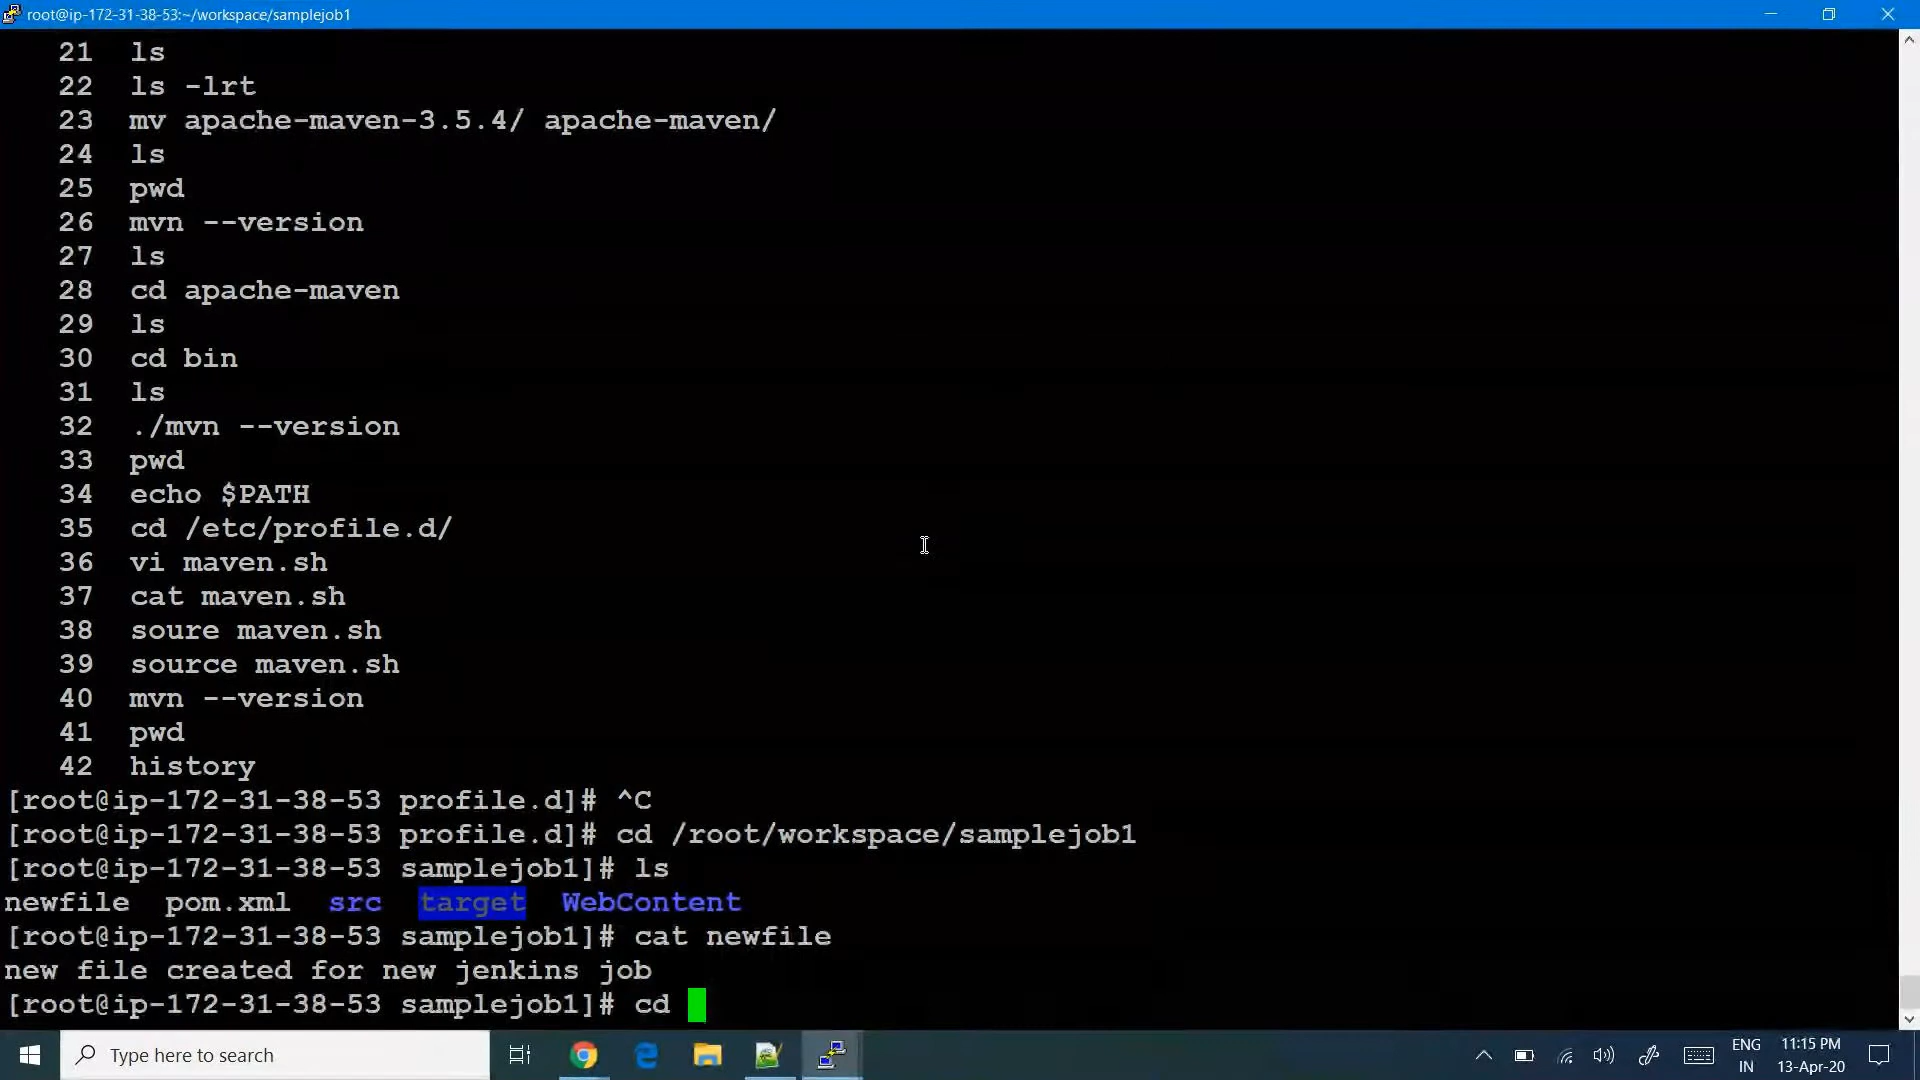 root@ip-172-31-38-53:~/workspace/samplejob1
21 ls
22 ls -lrt
23 mv apache-maven-3.5.4/ apache-maven/
24 ls
25 pwd
26 mvn --version
27 ls
28 cd apache-maven
29 ls
30 cd bin
31 ls
32 ./mvn --version
33 pwd
34 echo $PATH
35 cd /etc/profile.d/
36 vi maven.sh
37 cat maven.sh
38 soure maven.sh
39 source maven.sh
40 mvn --version
41 pwd
42 history
[root@ip-172-31-38-53 profile.d]# ^C
[root@ip-172-31-38-53 profile.d]# cd /root/workspace/samplejob1
[root@ip-172-31-38-53 samplejob1]# ls
newfile pom.xml src target WebContent
[root@ip-172-31-38-53 samplejob1]# cat newfile
new file created for new jenkins job
[root@ip-172-31-38-53 samplejob1]# cd
Type here to search
ENG
IN
11:15 PM
13-Apr-20